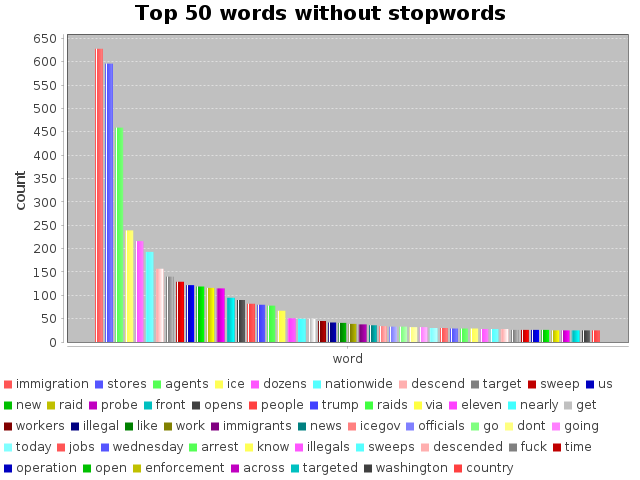 Top 50 words without stopwords
650
600
550
500
450
400
350
300
250
200
150
100
50
0
count
word
immigration stores agents ice dozens nationwide descend target sweep us
new raid probe front opens people trump raids via eleven nearly get
workers illegal like work immigrants news icegov officials go dont going
today jobs wednesday arrest know illegals sweeps descended fuck time
operation open enforcement across targeted washington country